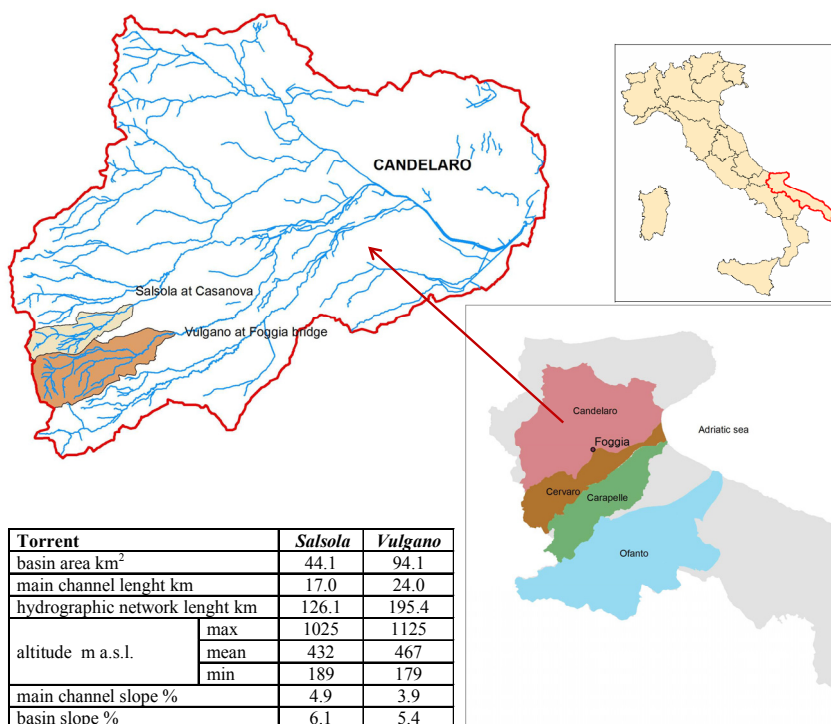 CANDELARO
Salsola at Casanova
Vulgano at Foggia bridge
Candelaro
Foggia
Adriatic sea
Cervaro
Carapelle
Ofanto
Torrent Salsola Vulgano
basin area km² 44.1 94.1
main channel lenght km 17.0 24.0
hydrographic network lenght km 126.1 195.4
altitude m a.s.l. max 1025 1125
mean 432 467
min 189 179
main channel slope % 4.9 3.9
basin slope % 6.1 5.4